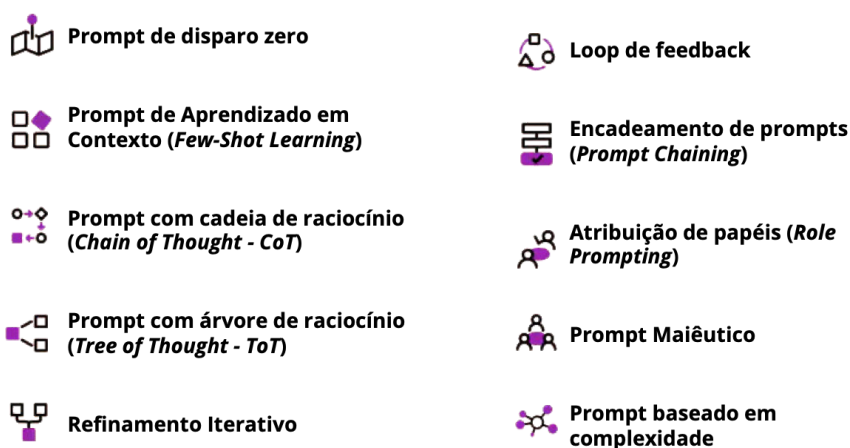 Prompt de disparo zero
Prompt de Aprendizado em
Contexto (Few-Shot Learning)
Prompt com cadeia de raciocínio
(Chain of Thought - CoT)
Prompt com árvore de raciocínio
(Tree of Thought - ToT)
Refinamento Iterativo
Loop de feedback
Encadeamento de prompts
(Prompt Chaining)
Atribuição de papéis (Role
Prompting)
Prompt Maiêutico
Prompt baseado em
complexidade